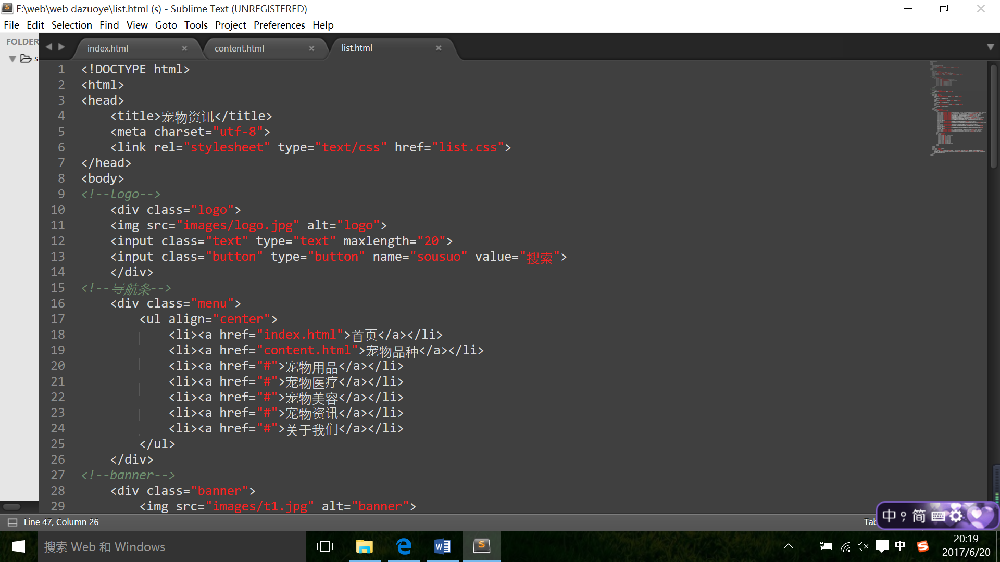 F:\web\web dazuoye\list.html (s) - Sublime Text (UNREGISTERED)
File Edit Selection Find View Goto Tools Project Preferences Help
FOLDER
s
index.html
content.html
list.html
1 <!DOCTYPE html>
2 <html>
3 <head>
4 <title>宠物资讯</title>
5 <meta charset="utf-8">
6 <link rel="stylesheet" type="text/css" href="list.css">
7 </head>
8 <body>
9 <!--logo-->
10 <div class="logo">
11 <img src="images/logo.jpg" alt="logo">
12 <input class="text" type="text" maxlength="20">
13 <input class="button" type="button" name="sousuo" value="搜索">
14 </div>
15 <!--导航条-->
16 <div class="menu">
17 <ul align="center">
18 <li><a href="index.html">首页</a></li>
19 <li><a href="content.html">宠物品种</a></li>
20 <li><a href="#">宠物用品</a></li>
21 <li><a href="#">宠物医疗</a></li>
22 <li><a href="#">宠物美容</a></li>
23 <li><a href="#">宠物资讯</a></li>
24 <li><a href="#">关于我们</a></li>
25 </ul>
26 </div>
27 <!--banner-->
28 <div class="banner">
29 <img src="images/t1.jpg" alt="banner">
Line 47, Column 26
Tab
中 简
搜索 Web 和 Windows
中
20:19
2017/6/20